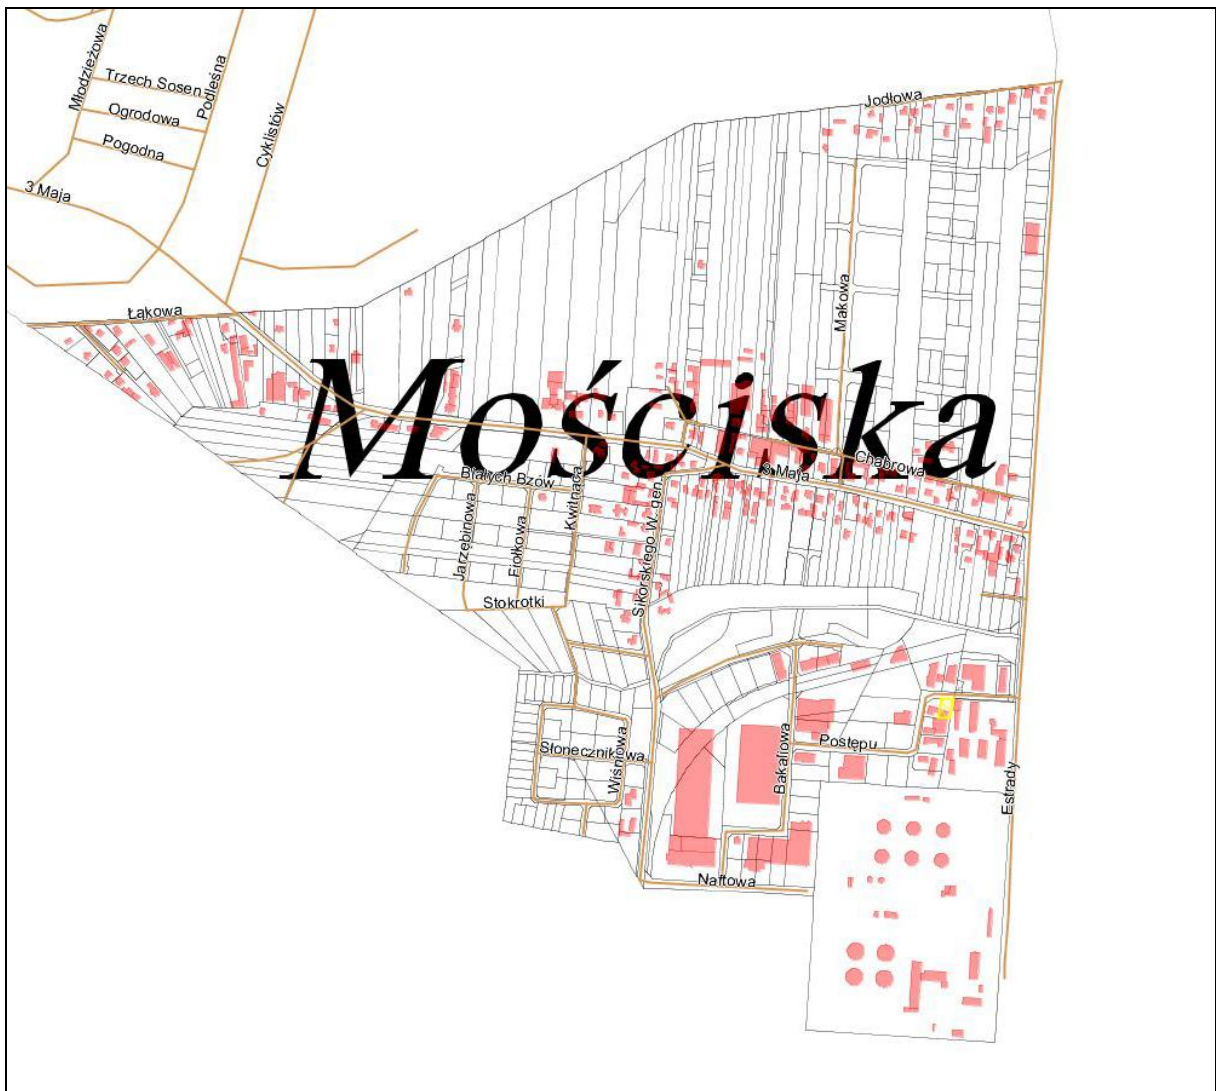 Młodzieżowa
Trzech Sosen
Podleśna
Ogrodowa
Pogodna
Cyklistów
3 Maja
Jodłowa
Łąkowa
Makowa
Mościska
Chabrowa
3 Maja
Białych Bzów
Kwitnąca
Jarzębinowa
Fiołkowa
Sikorskiego W. gen.
Stokrotki
Słonecznikowa
Wiśniowa
Bakaliowa
Postępu
Estrady
Naftowa